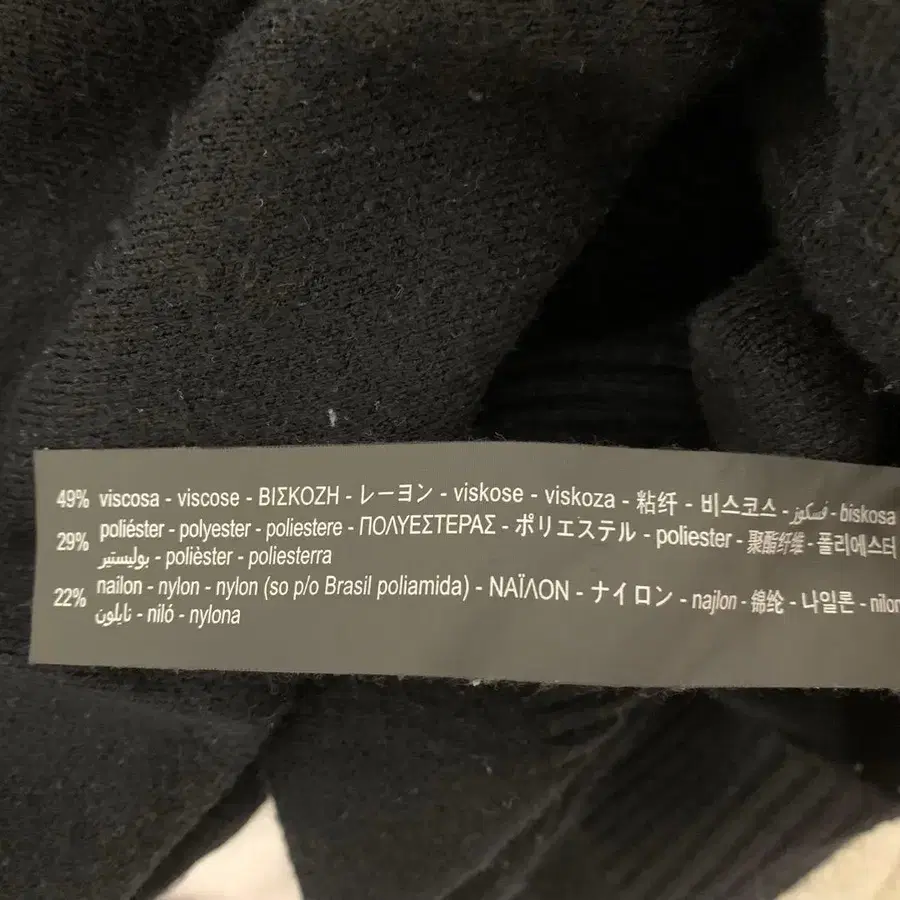 49% viscosa - viscose - ΒΙΣΚΟΖΗ - レーヨン - viskose - viskoza - 粘纤 - 비스코스 - فسكوز - biskosa
29% poliéster - polyester - poliestere - ΠΟΛΥΕΣΤΕΡΑΣ - ポリエステル - poliester - 聚酯纤维 - 폴리에스터
بوليستير - polièster - poliesterra
22% nailon - nylon - nylon (so p/o Brasil poliamida) - ΝΑΪΛΟΝ - ナイロン - najlon - 锦纶 - 나일론 - nilon
نايلون - niló - nylona